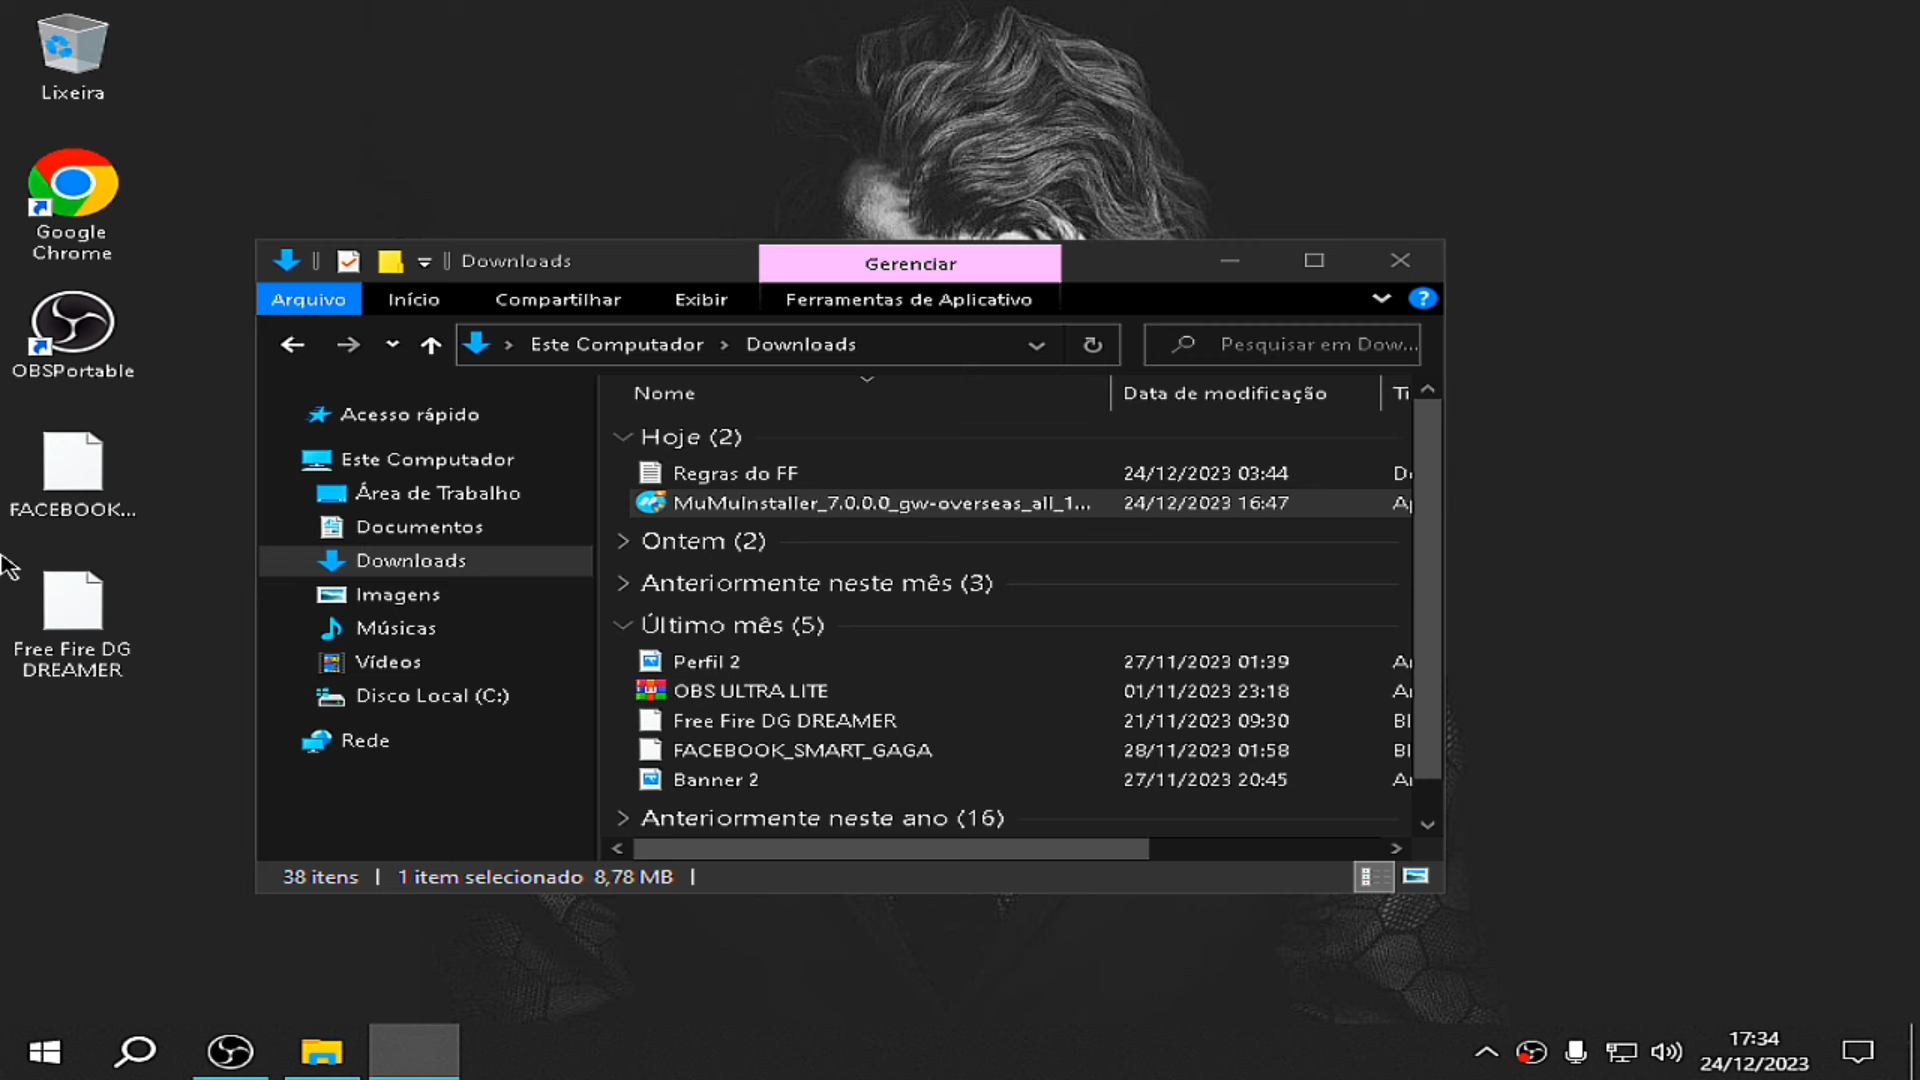 Lixeira
Google
Chrome
OBSPortable
FACEBOOK...
Free Fire DG
DREAMER
Downloads
Gerenciar
Arquivo
Início
Compartilhar
Exibir
Ferramentas de Aplicativo
?
Este Computador > Downloads
Pesquisar em Dow...
Acesso rápido
Este Computador
Área de Trabalho
Documentos
Downloads
Imagens
Músicas
Vídeos
Disco Local (C:)
Rede
Nome Data de modificação Ti
Hoje (2)
Regras do FF 24/12/2023 03:44
MuMuInstaller_7.0.0.0_gw-overseas_all_1... 24/12/2023 16:47
Ontem (2)
Anteriormente neste mês (3)
Último mês (5)
Perfil 2 27/11/2023 01:39
OBS ULTRA LITE 01/11/2023 23:18
Free Fire DG DREAMER 21/11/2023 09:30
FACEBOOK_SMART_GAGA 28/11/2023 01:58
Banner 2 27/11/2023 20:45
Anteriormente neste ano (16)
38 itens | 1 item selecionado 8,78 MB |
17:34
24/12/2023